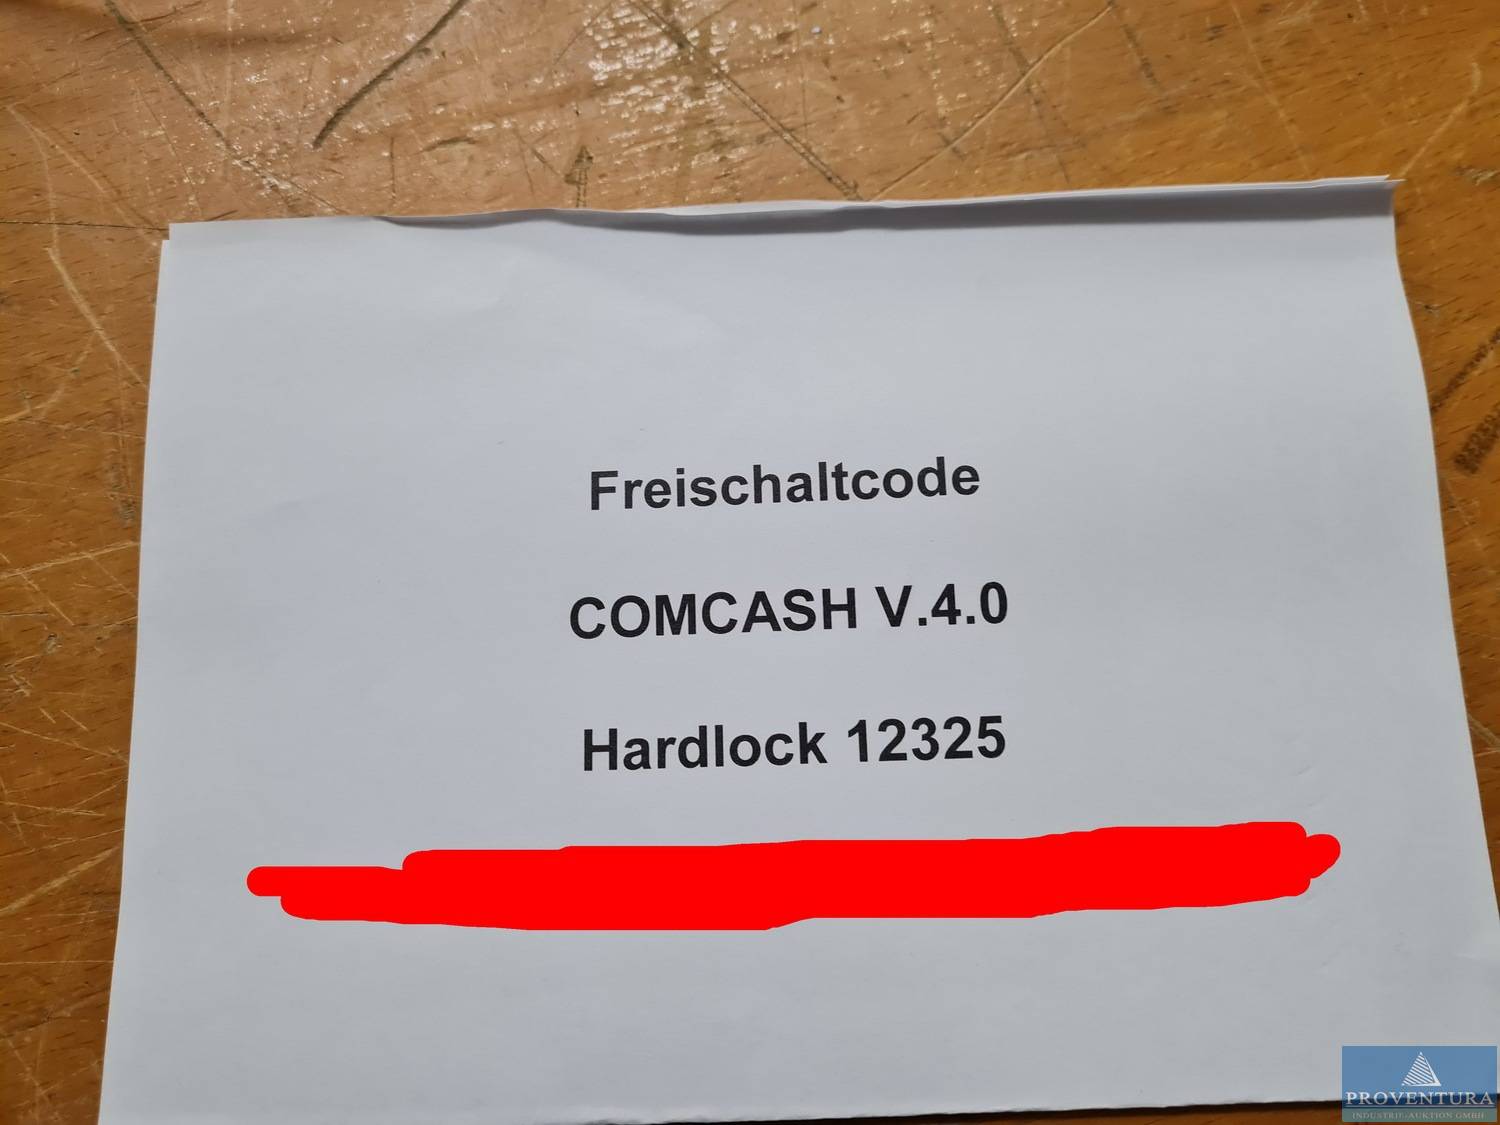 Freischaltcode
COMCASH V.4.0
Hardlock 12325
PROVENTURA
INDUSTRIE-AUKTION GMBH